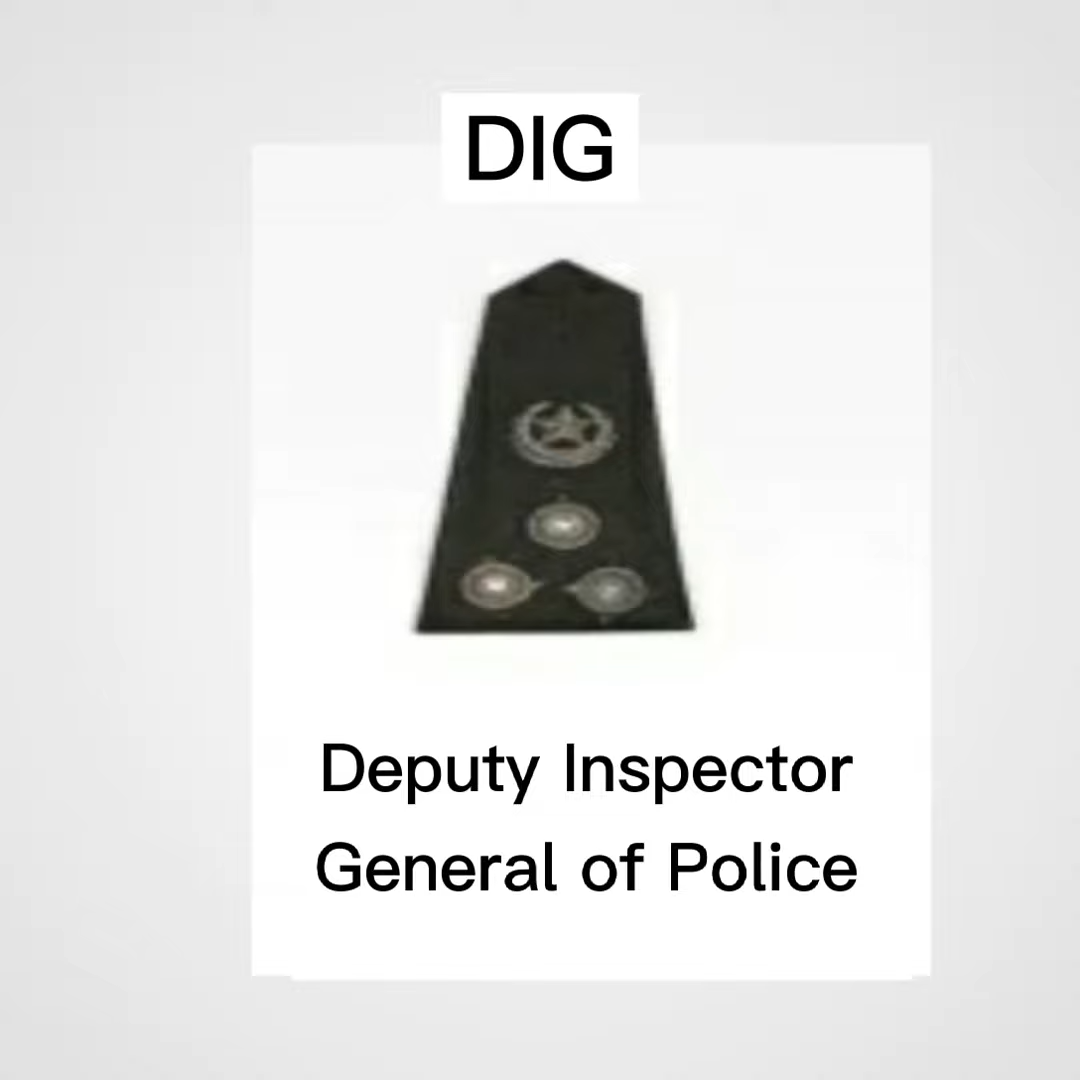 DIG
Deputy Inspector
General of Police